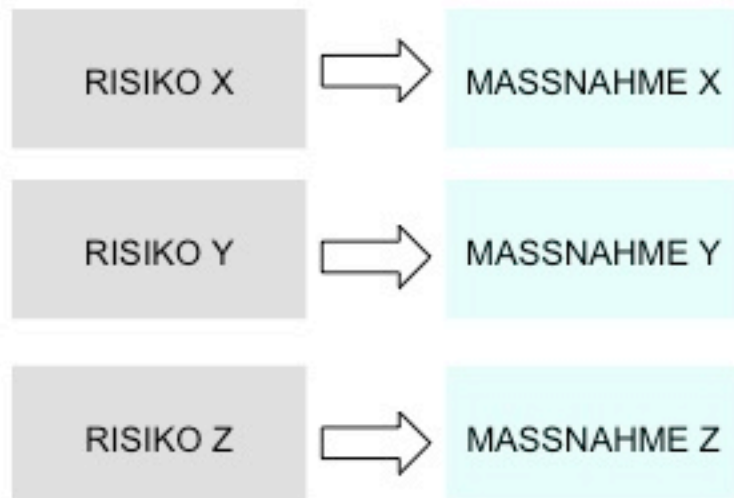 RISIKO X
MASSNAHME X
RISIKO Y
MASSNAHME Y
RISIKO Z
MASSNAHME Z